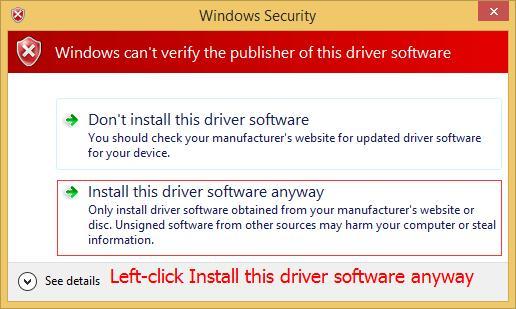 Windows Security
Windows can't verify the publisher of this driver software
Don't install this driver software
You should check your manufacturer's website for updated driver software
for your device.
Install this driver software anyway
Only install driver software obtained from your manufacturer's website or
disc. Unsigned software from other sources may harm your computer or steal
information.
See details
Left-click Install this driver software anyway